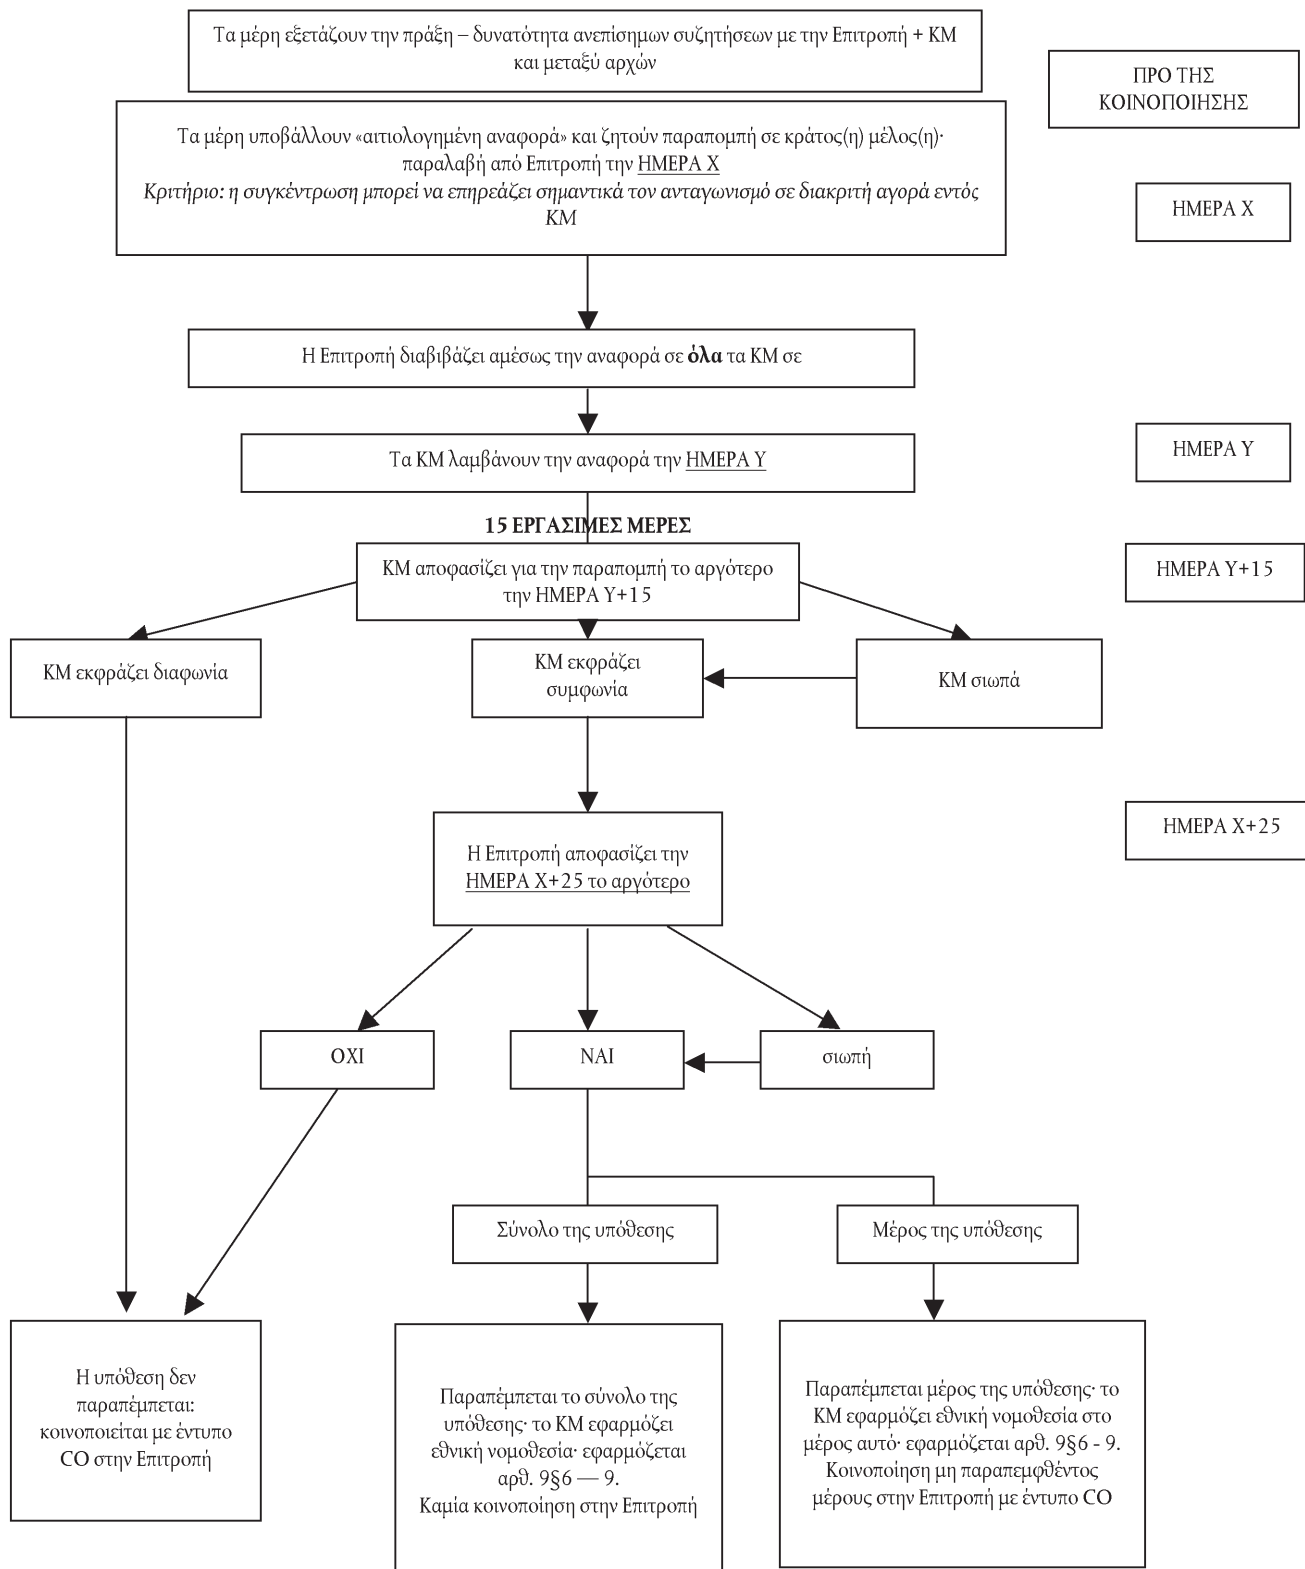 Τα μέρη εξετάζουν την πράξη – δυνατότητα ανεπίσημων συζητήσεων με την Επιτροπή + ΚΜ
και μεταξύ αρχών
ΠΡΟ ΤΗΣ
ΚΟΙΝΟΠΟΙΗΣΗΣ
Τα μέρη υποβάλλουν «αιτιολογημένη αναφορά» και ζητούν παραπομπή σε κράτος(η) μέλος(η)·
παραλαβή από Επιτροπή την ΗΜΕΡΑ Χ
Κριτήριο: η συγκέντρωση μπορεί να επηρεάζει σημαντικά τον ανταγωνισμό σε διακριτή αγορά εντός
ΚΜ
ΗΜΕΡΑ Χ
Η Επιτροπή διαβιβάζει αμέσως την αναφορά σε όλα τα ΚΜ σε
Τα ΚΜ λαμβάνουν την αναφορά την ΗΜΕΡΑ Υ
ΗΜΕΡΑ Υ
15 ΕΡΓΑΣΙΜΕΣ ΜΕΡΕΣ
ΚΜ αποφασίζει για την παραπομπή το αργότερο
την ΗΜΕΡΑ Υ+15
ΗΜΕΡΑ Υ+15
ΚΜ εκφράζει διαφωνία
ΚΜ εκφράζει
συμφωνία
ΚΜ σιωπά
Η Επιτροπή αποφασίζει την
ΗΜΕΡΑ Χ+25 το αργότερο
ΗΜΕΡΑ Χ+25
ΟΧΙ
ΝΑΙ
σιωπή
Σύνολο της υπόθεσης
Μέρος της υπόθεσης
Η υπόθεση δεν
παραπέμπεται:
κοινοποιείται με έντυπο
CO στην Επιτροπή
Παραπέμπεται το σύνολο της
υπόθεσης· το ΚΜ εφαρμόζει
εθνική νομοθεσία· εφαρμόζεται
αρθ. 9§6 — 9.
Καμία κοινοποίηση στην Επιτροπή
Παραπέμπεται μέρος της υπόθεσης· το
ΚΜ εφαρμόζει εθνική νομοθεσία στο
μέρος αυτό· εφαρμόζεται αρθ. 9§6 - 9.
Κοινοποίηση μη παραπεμφθέντος
μέρους στην Επιτροπή με έντυπο CO